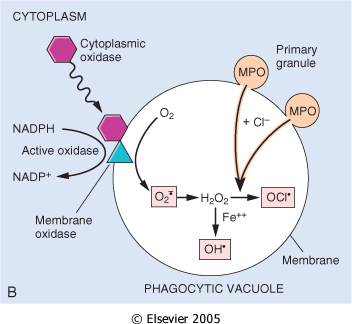 CYTOPLASM
Cytoplasmic
oxidase
Primary
granule
MPO
MPO
O₂
+ Cl⁻
NADPH
Active oxidase
NADP⁺
O₂⨪
H₂O₂
OCl•
Fe⁺⁺
Membrane
oxidase
OH•
Membrane
B
PHAGOCYTIC VACUOLE
© Elsevier 2005